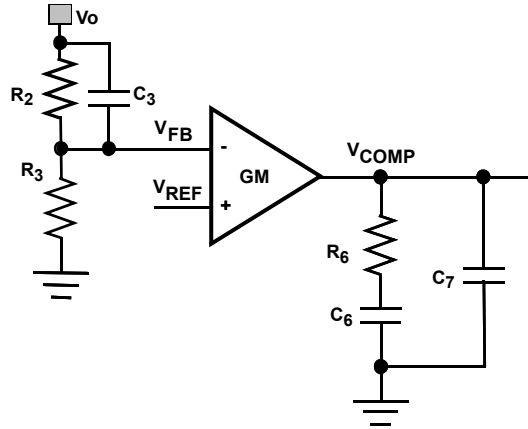 Vo
R2
C3
VFB
VCOMP
R3
-
GM
VREF
+
R6
C7
C6